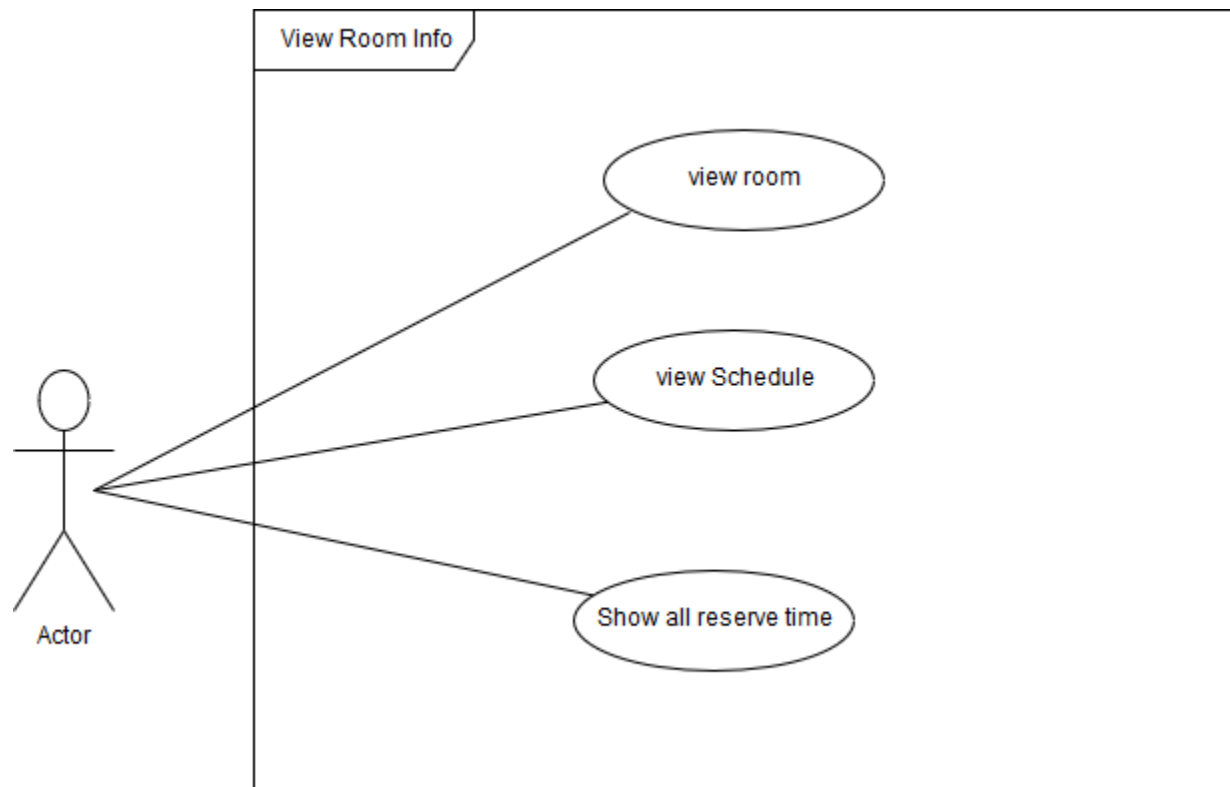 View Room Info
view room
view Schedule
Show all reserve time
Actor